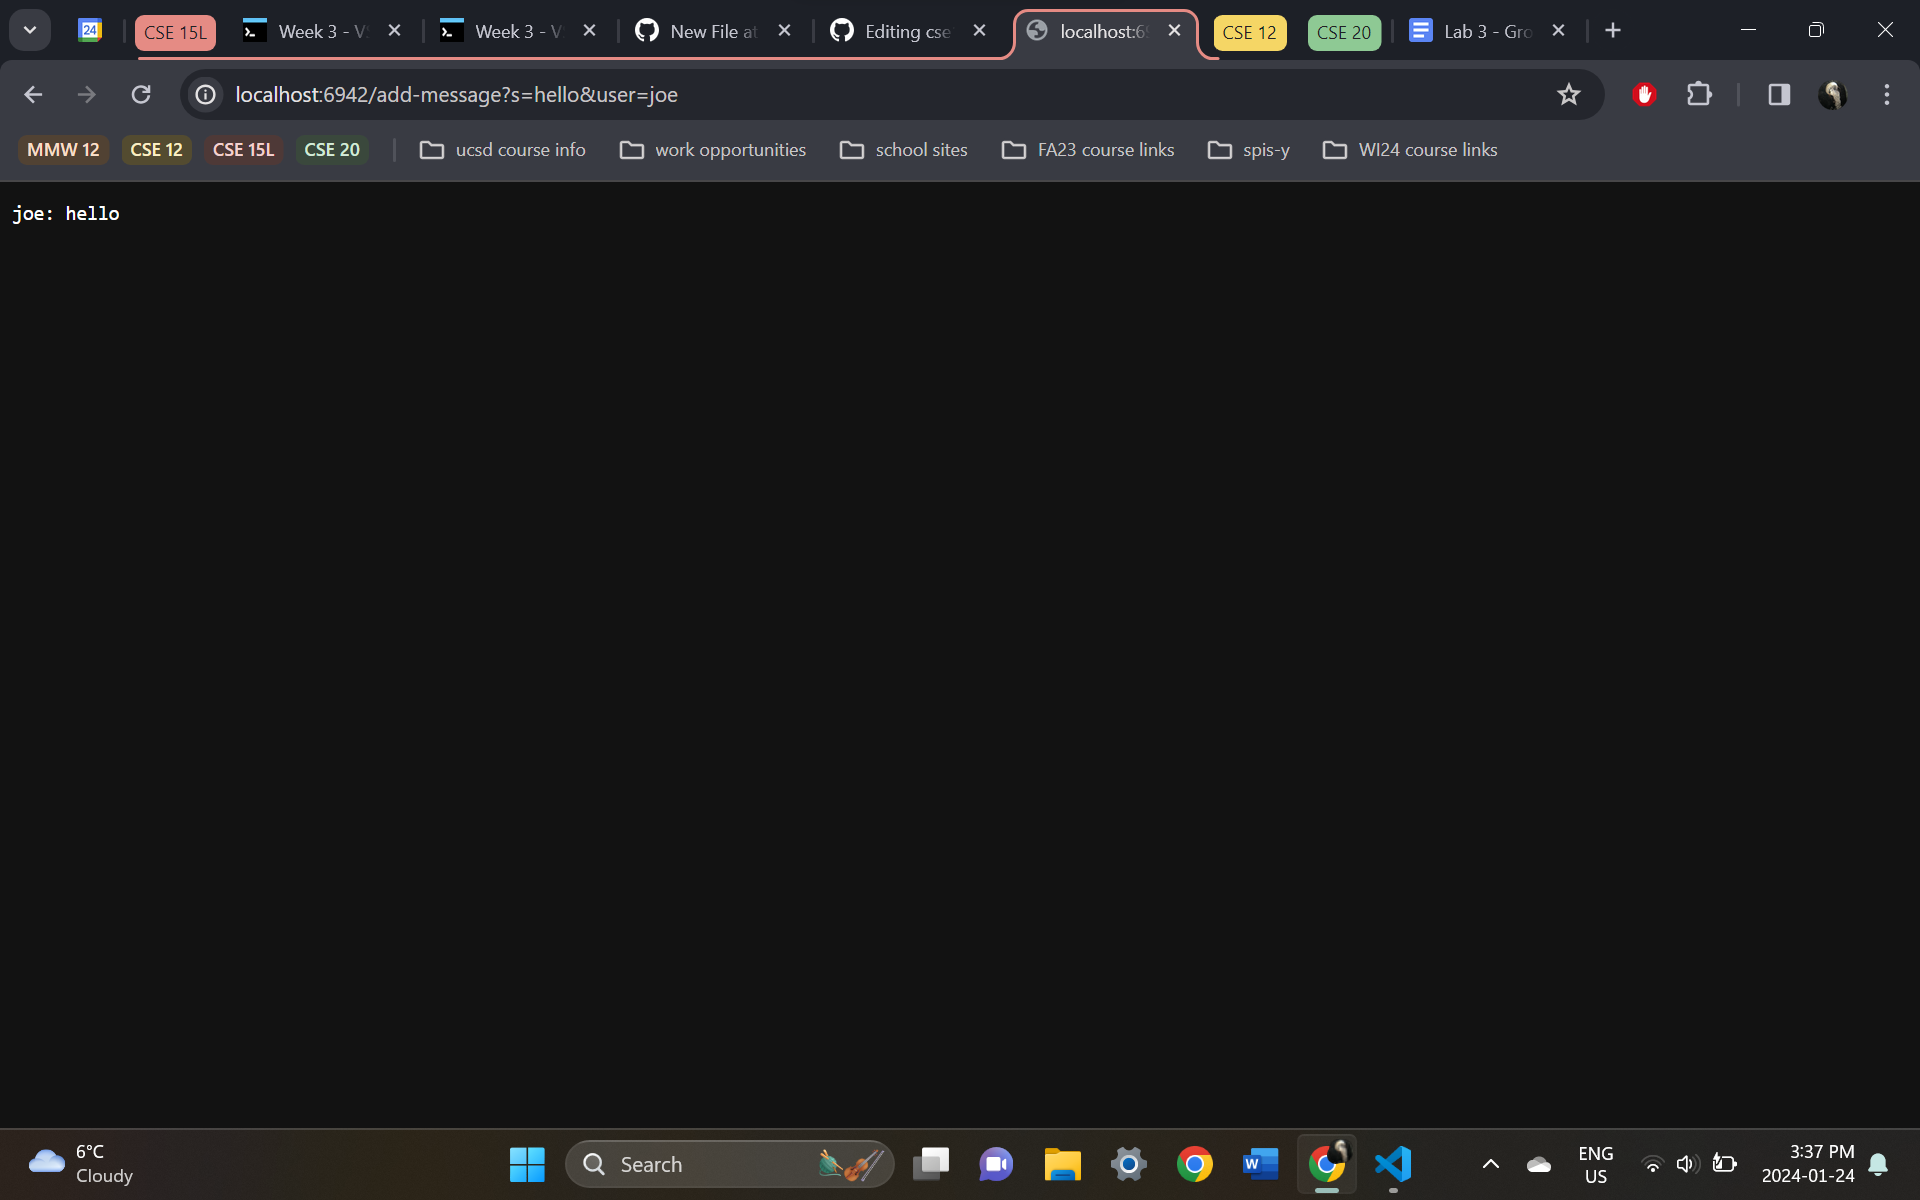 24
CSE 15L
Week 3 - V
Week 3 - V
New File at
Editing cse
localhost:69
CSE 12
CSE 20
Lab 3 - Gro
localhost:6942/add-message?s=hello&user=joe
MMW 12
CSE 12
CSE 15L
CSE 20
ucsd course info
work opportunities
school sites
FA23 course links
spis-y
WI24 course links
joe: hello
6°C
Cloudy
Search
W
ENG
US
3:37 PM
2024-01-24